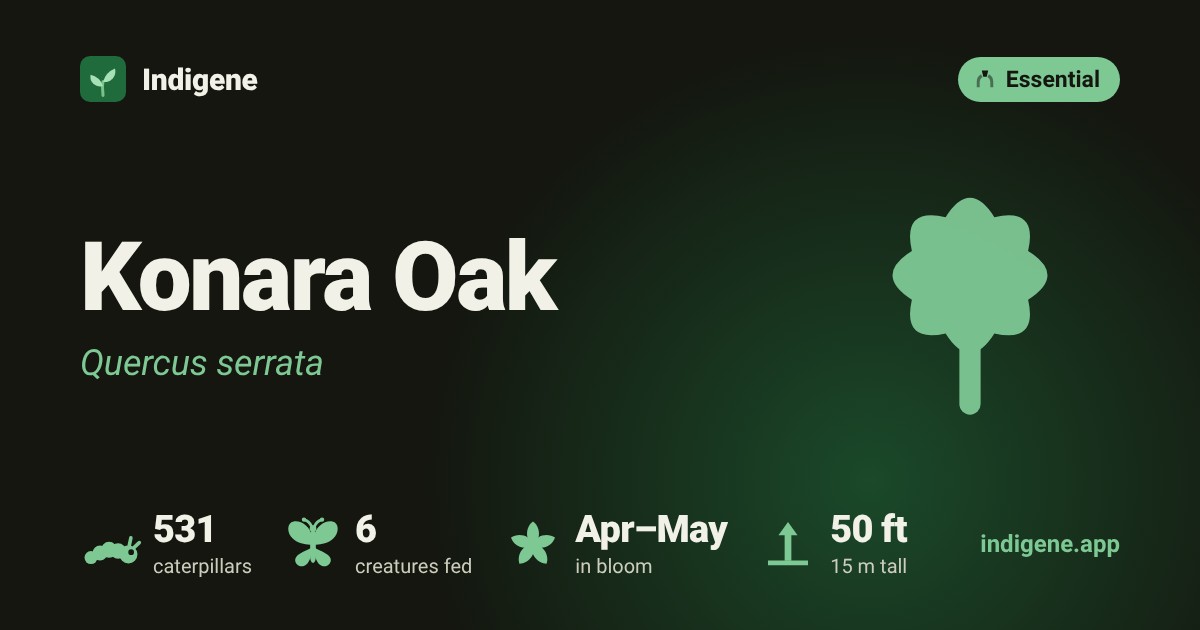 Indigene
Essential
Konara Oak
Quercus serrata
531
caterpillars
6
creatures fed
Apr–May
in bloom
50 ft
15 m tall
indigene.app